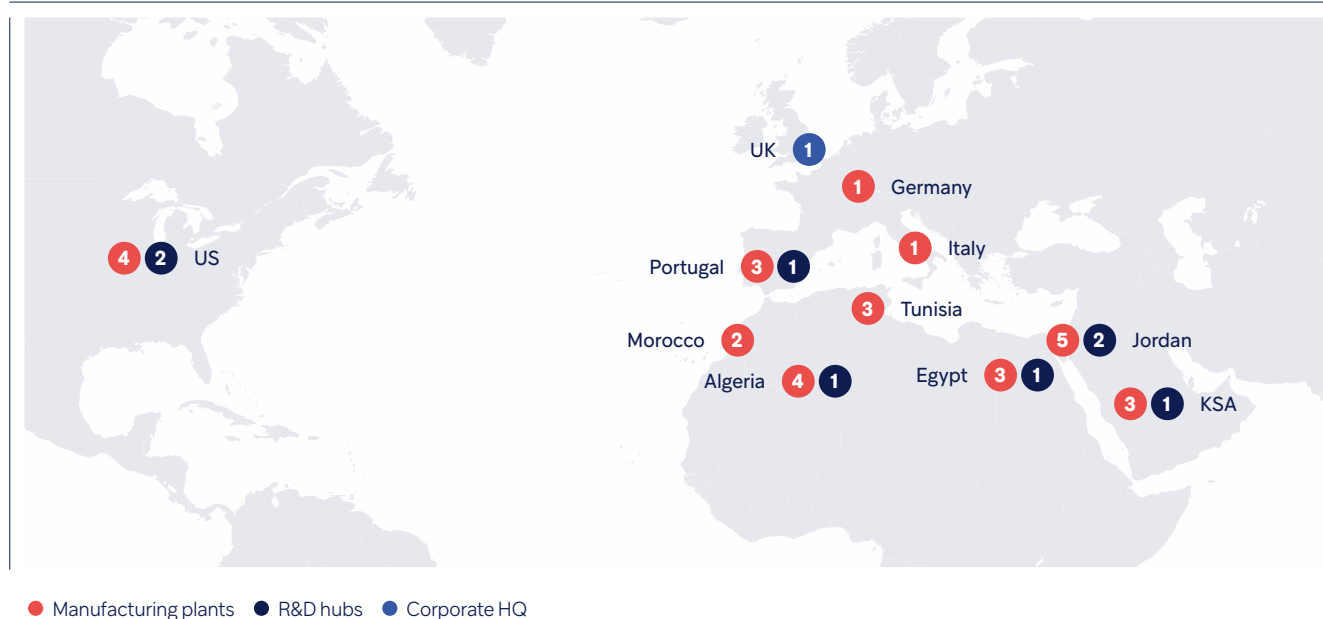 UK 1
1 Germany
4 2 US
1 Italy
Portugal 3 1
3 Tunisia
Morocco 2
5 2 Jordan
Algeria 4 1
Egypt 3 1
3 1 KSA
Manufacturing plants R&D hubs Corporate HQ